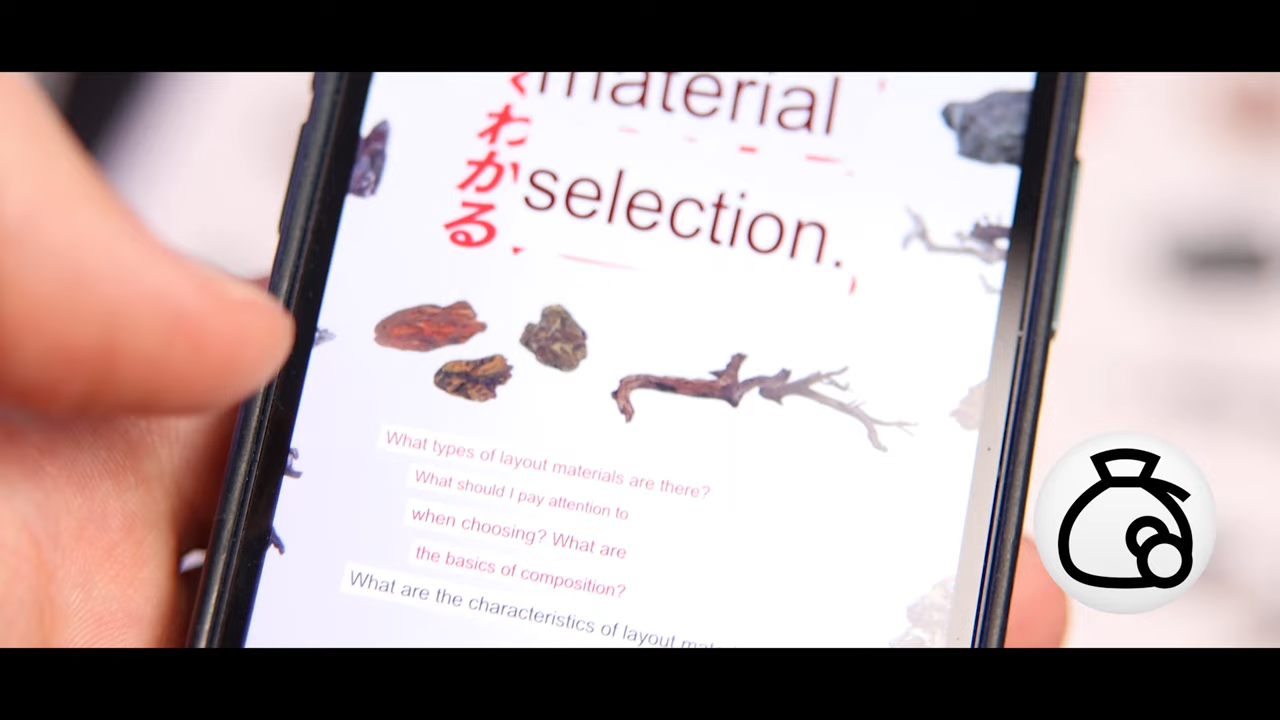 material
くわかる
selection.
What types of layout materials are there?
What should I pay attention to
when choosing? What are
the basics of composition?
What are the characteristics of layout